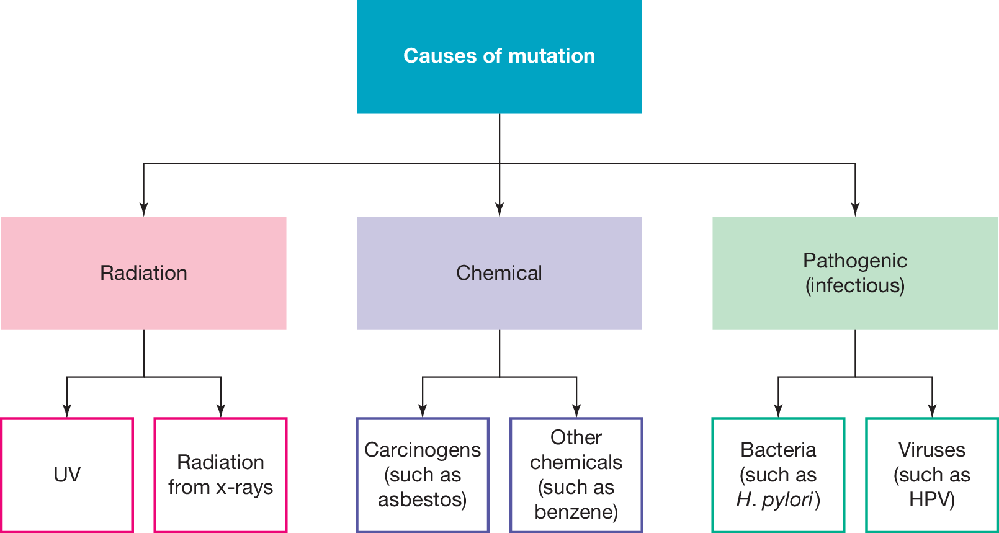 Causes of mutation
Radiation
Chemical
Pathogenic
(infectious)
UV
Radiation
from x-rays
Carcinogens
(such as
asbestos)
Other
chemicals
(such as
benzene)
Bacteria
(such as
H. pylori)
Viruses
(such as
HPV)